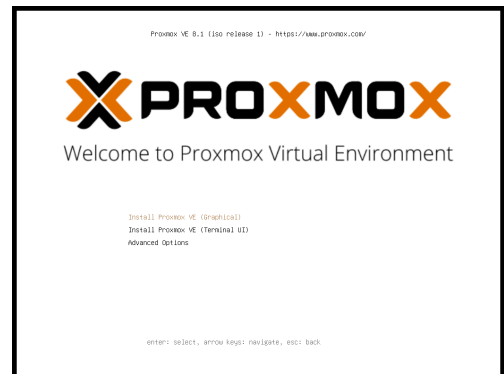 Proxmox VE 8.1 (iso release 1) - https://www.proxmox.com/
PROXMOX
Welcome to Proxmox Virtual Environment
Install Proxmox VE (Graphical)
Install Proxmox VE (Terminal UI)
Advanced Options
enter: select, arrow keys: navigate, esc: back